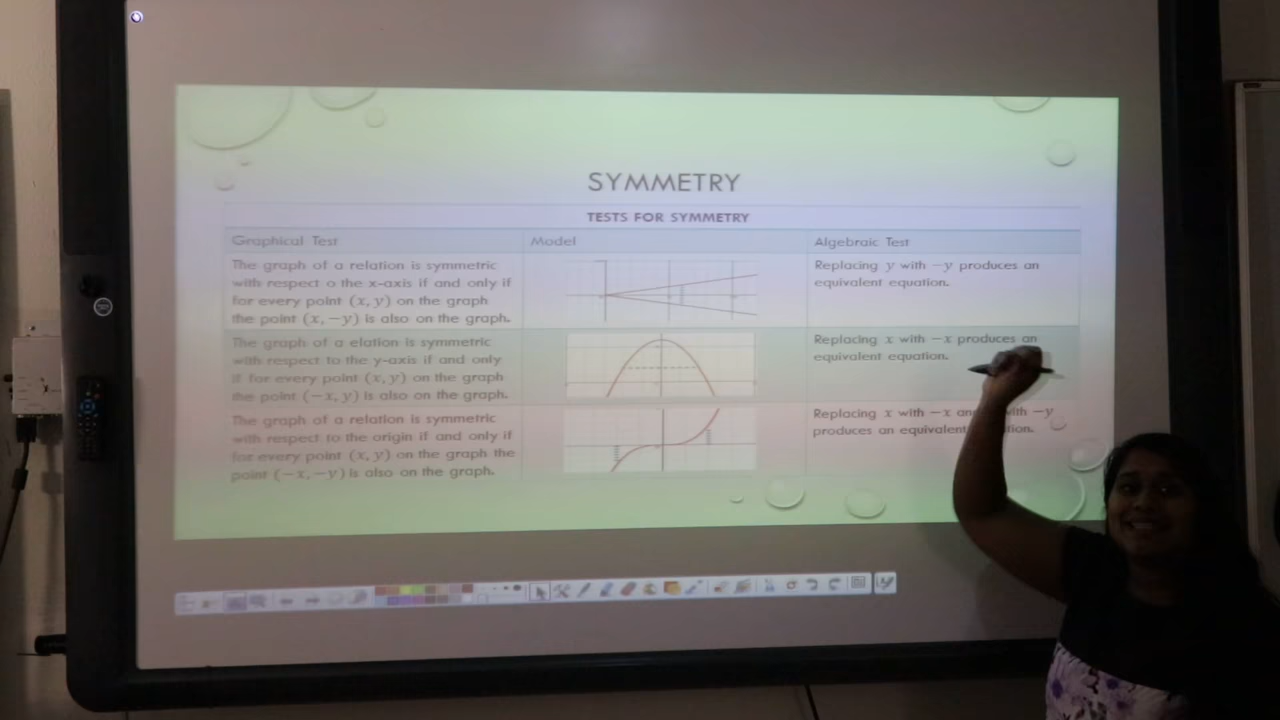 SYMMETRY
TESTS FOR SYMMETRY
Graphical Test
Model
Algebraic Test
The graph of a relation is symmetric
with respect o the x-axis if and only if
for every point (x, y) on the graph
the point (x, −y) is also on the graph.
Replacing y with −y produces an
equivalent equation.
The graph of a elation is symmetric
with respect to the y-axis if and only
if for every point (x, y) on the graph
the point (−x, y) is also on the graph.
Replacing x with −x produces an
equivalent equation.
The graph of a relation is symmetric
with respect to the origin if and only if
for every point (x, y) on the graph the
point (−x, −y) is also on the graph.
Replacing x with −x with −y
produces an equivalent